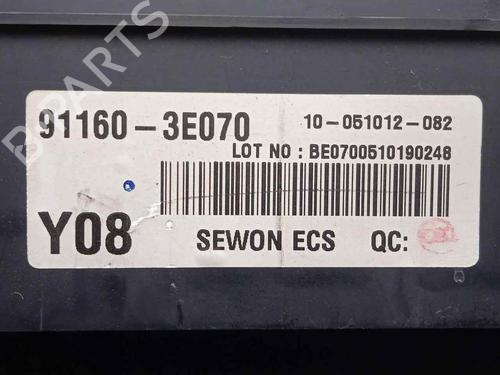 B PARTS
91160-3E070
10-051012-082
LOT NO : BE0700510190248
Y08
SEWON ECS
QC: